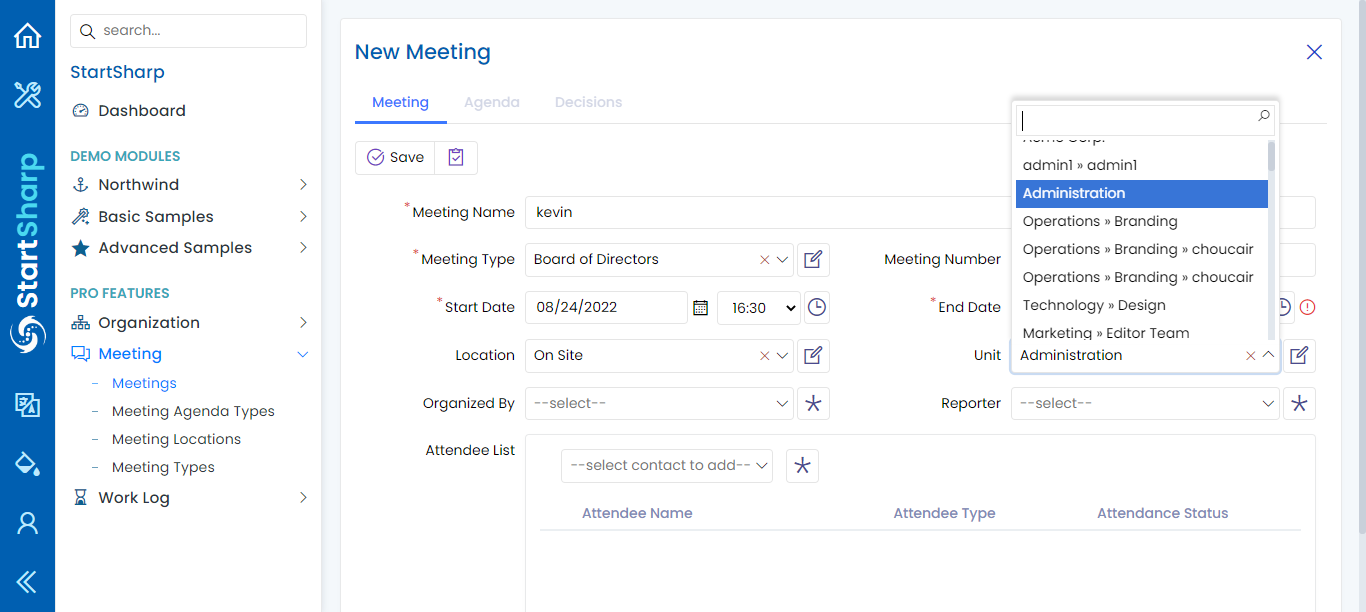 search...
StartSharp
StartSharp
Dashboard
DEMO MODULES
Northwind
Basic Samples
Advanced Samples
PRO FEATURES
Organization
Meeting
Meetings
Meeting Agenda Types
Meeting Locations
Meeting Types
Work Log
New Meeting
Meeting Agenda Decisions
Save
*Meeting Name kevin
*Meeting Type Board of Directors Meeting Number
*Start Date 08/24/2022 16:30 *End Date
Location On Site Unit Administration
Acme Corp.
admin1 » admin1
Administration
Operations » Branding
Operations » Branding » choucair
Operations » Branding » choucair
Technology » Design
Marketing » Editor Team
Organized By --select-- Reporter --select--
Attendee List
--select contact to add--
Attendee Name Attendee Type Attendance Status